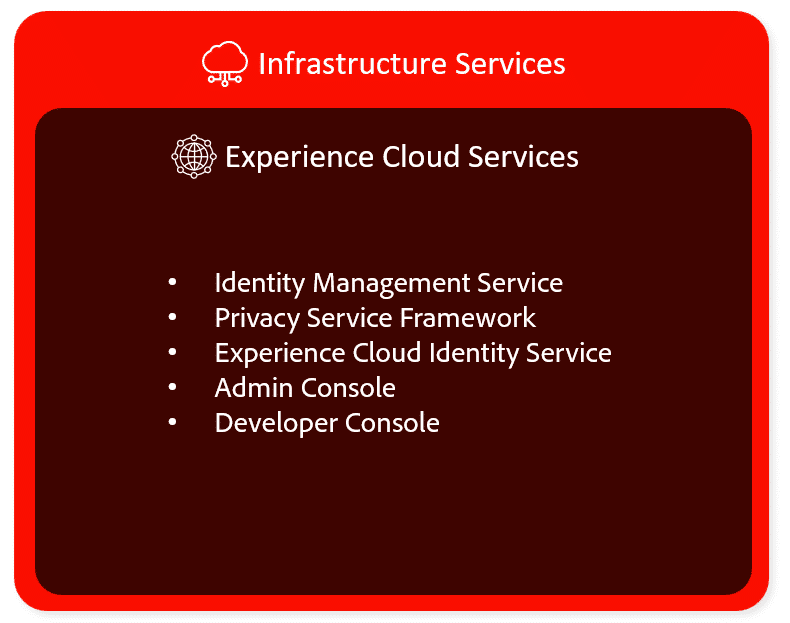 Infrastructure Services
Experience Cloud Services
• Identity Management Service
• Privacy Service Framework
• Experience Cloud Identity Service
• Admin Console
• Developer Console